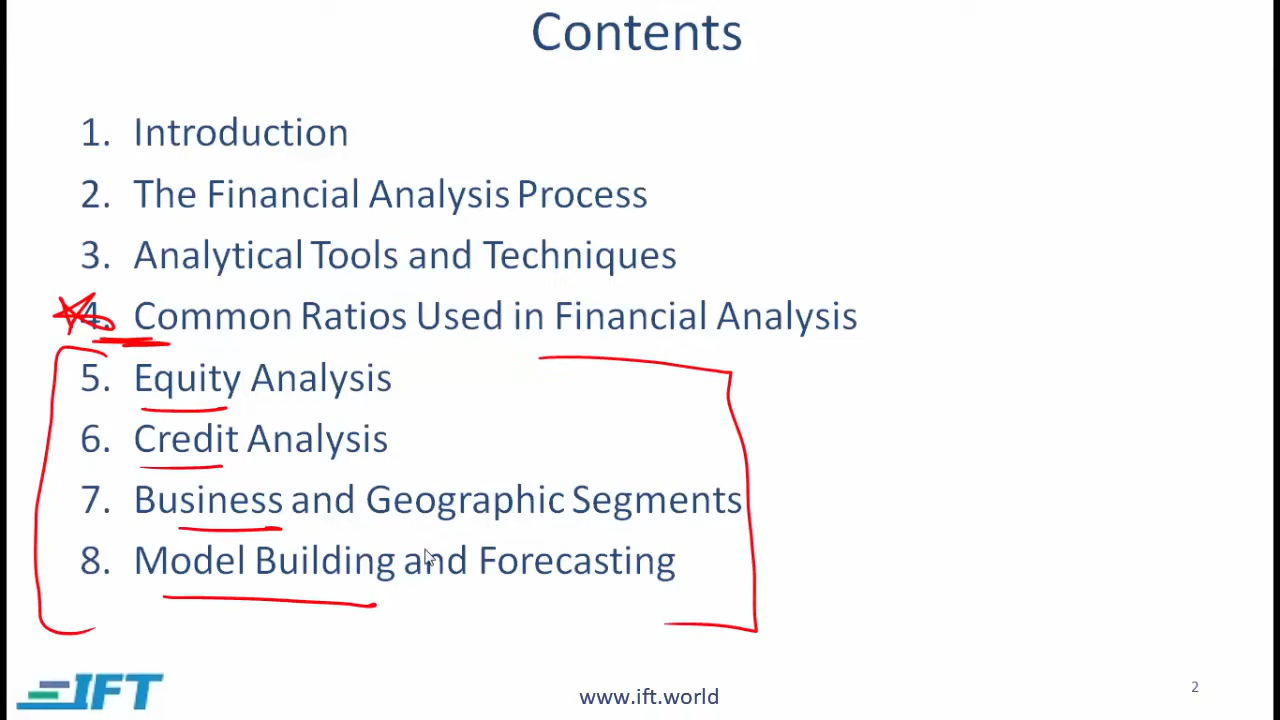 Contents
1. Introduction
2. The Financial Analysis Process
3. Analytical Tools and Techniques
4. Common Ratios Used in Financial Analysis
5. Equity Analysis
6. Credit Analysis
7. Business and Geographic Segments
8. Model Building and Forecasting
IFT
www.ift.world
2